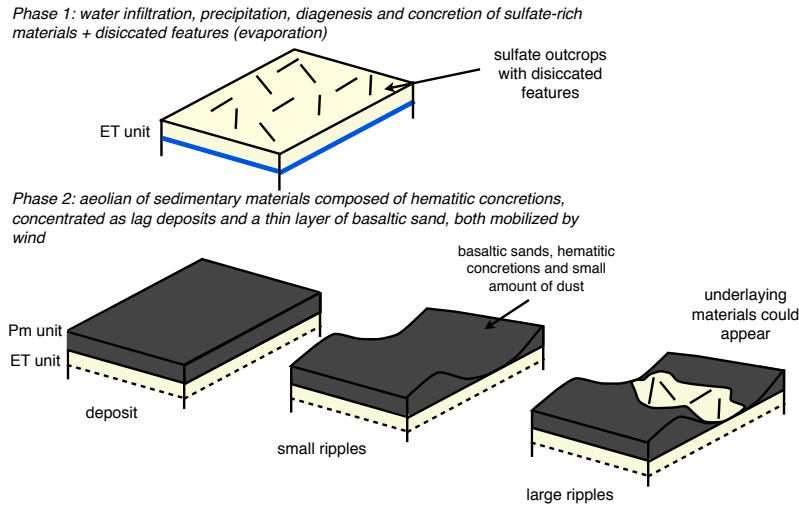 Phase 1: water infiltration, precipitation, diagenesis and concretion of sulfate-rich
materials + disiccated features (evaporation)
sulfate outcrops
with disiccated
features
ET unit
Phase 2: aeolian of sedimentary materials composed of hematitic concretions,
concentrated as lag deposits and a thin layer of basaltic sand, both mobilized by
wind
basaltic sands, hematitic
concretions and small
amount of dust
underlaying
materials could
appear
Pm unit
ET unit
deposit
small ripples
large ripples